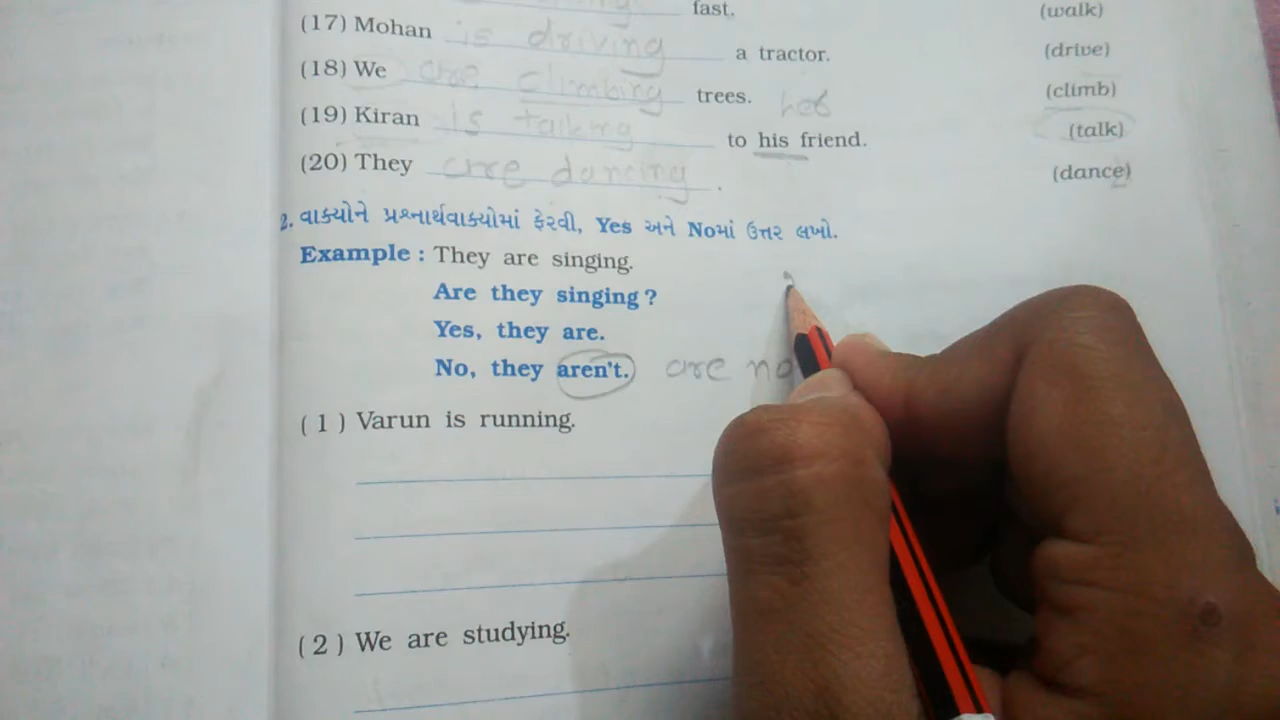 fast. (walk)
(17) Mohan is driving a tractor. (drive)
(18) We are climbing trees. (climb)
her
(19) Kiran is talking to his friend. (talk)
(20) They are dancing. (dance)
2. વાક્યોને પ્રશ્નાર્થવાક્યોમાં ફેરવી, Yes અને Noમાં ઉત્તર લખો.
Example : They are singing.
Are they singing ?
Yes, they are.
No, they aren't. are no
( 1 ) Varun is running.
( 2 ) We are studying.